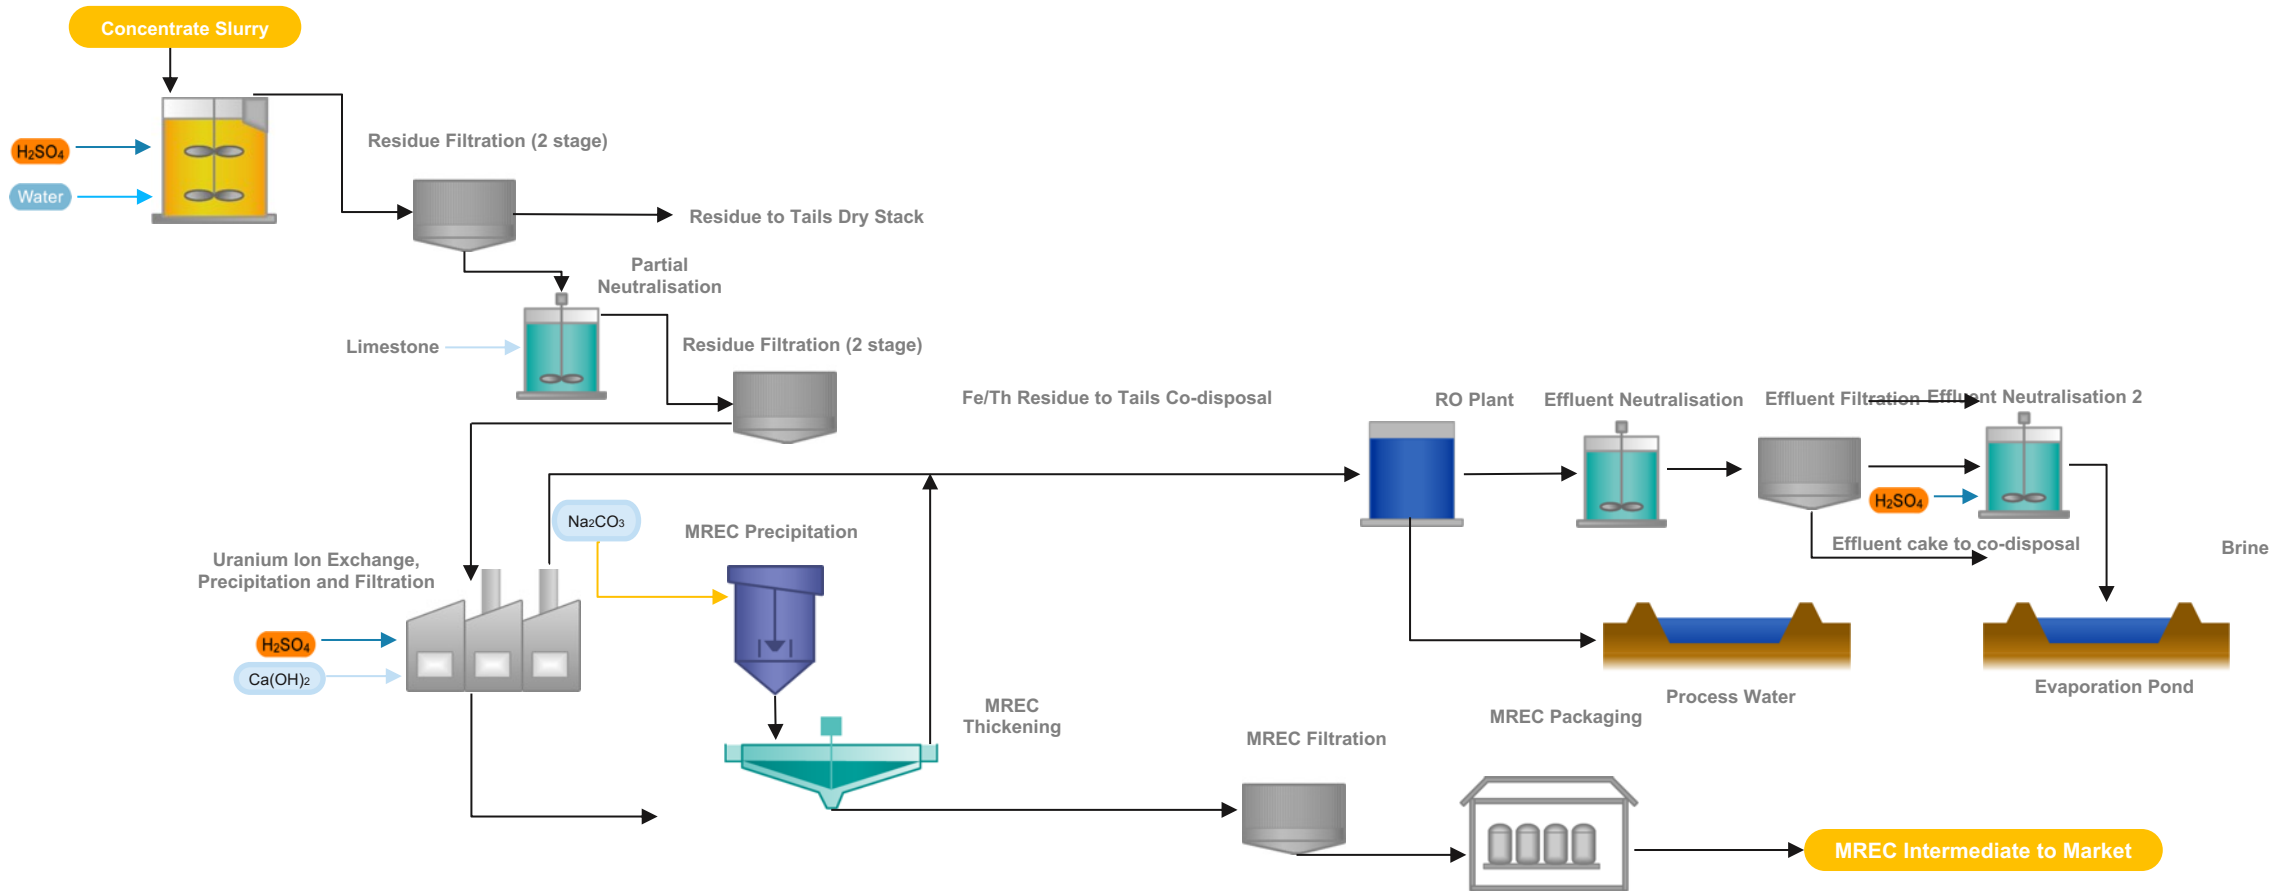 Concentrate Slurry
H₂SO₄
Water
Residue Filtration (2 stage)
Residue to Tails Dry Stack
Partial
Neutralisation
Limestone
Residue Filtration (2 stage)
Fe/Th Residue to Tails Co-disposal
RO Plant
Effluent Neutralisation
Effluent Filtration
Effluent Neutralisation 2
H₂SO₄
Effluent cake to co-disposal
Brine
Na₂CO₃
MREC Precipitation
Uranium Ion Exchange,
Precipitation and Filtration
H₂SO₄
Ca(OH)₂
MREC
Thickening
Process Water
Evaporation Pond
MREC Filtration
MREC Packaging
MREC Intermediate to Market